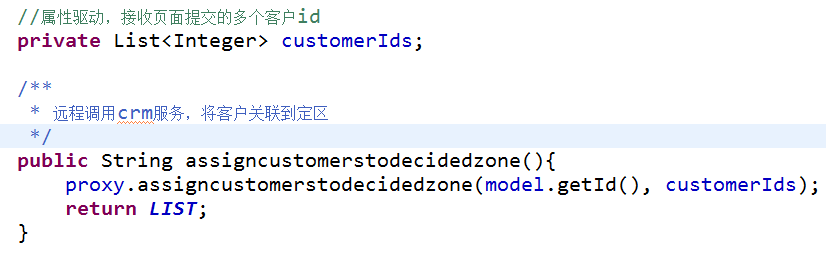 //属性驱动，接收页面提交的多个客户id
private List<Integer> customerIds;
/**
* 远程调用crm服务，将客户关联到定区
*/
public String assigncustomerstodecidedzone(){
proxy.assigncustomerstodecidedzone(model.getId(), customerIds);
return LIST;
}